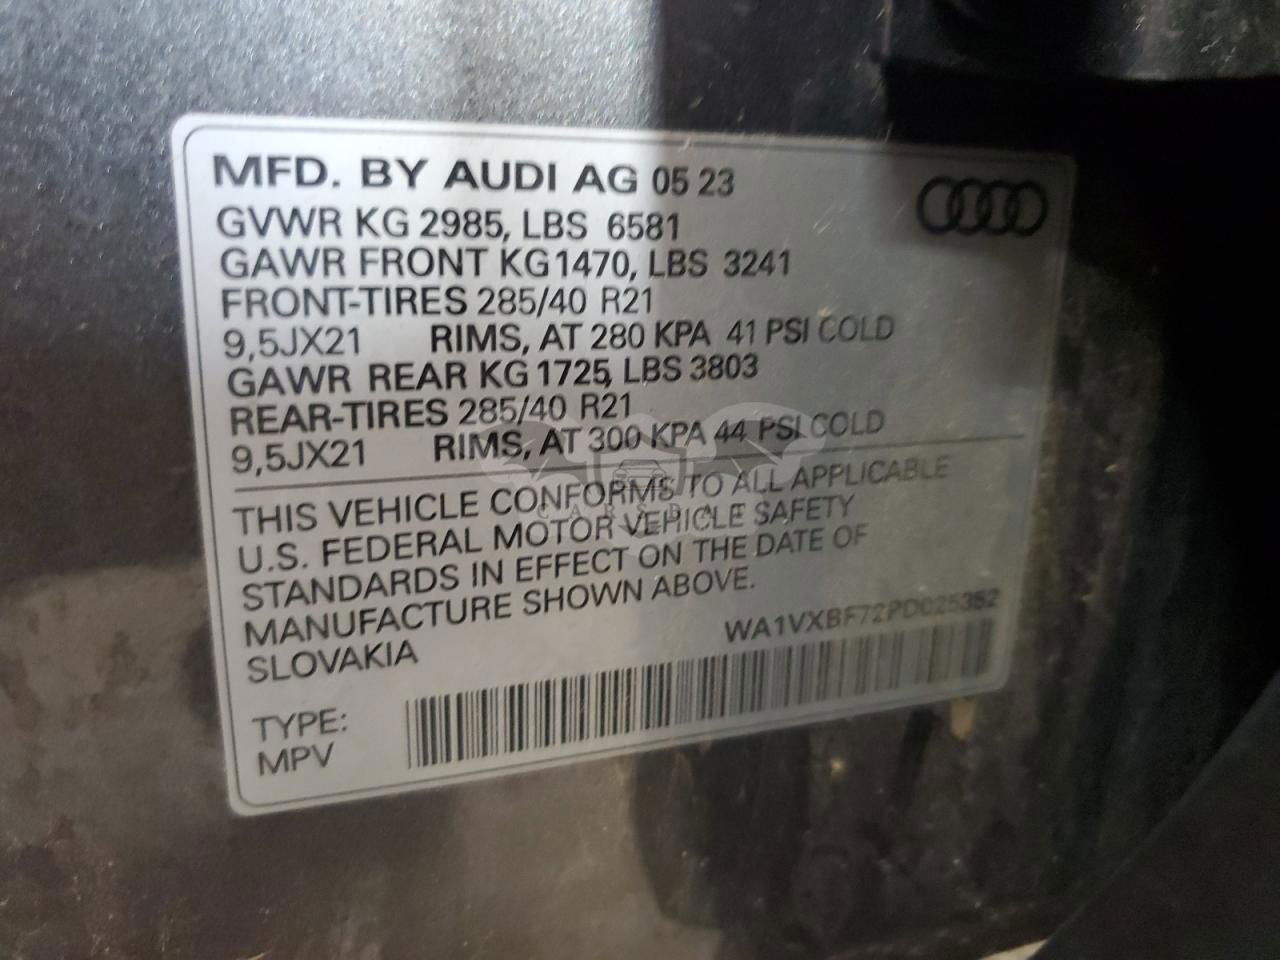 MFD. BY AUDI AG 05 23
GVWR KG 2985, LBS 6581
GAWR FRONT KG1470, LBS 3241
FRONT-TIRES 285/40 R21
9,5JX21 RIMS, AT 280 KPA 41 PSI COLD
GAWR REAR KG1725, LBS 3803
REAR-TIRES 285/40 R21
9,5JX21 RIMS, AT 300 KPA 44 PSI COLD
THIS VEHICLE CONFORMS TO ALL APPLICABLE
U.S. FEDERAL MOTOR VEHICLE SAFETY
STANDARDS IN EFFECT ON THE DATE OF
MANUFACTURE SHOWN ABOVE.
SLOVAKIA
WA1VXBF72PD025352
TYPE:
MPV